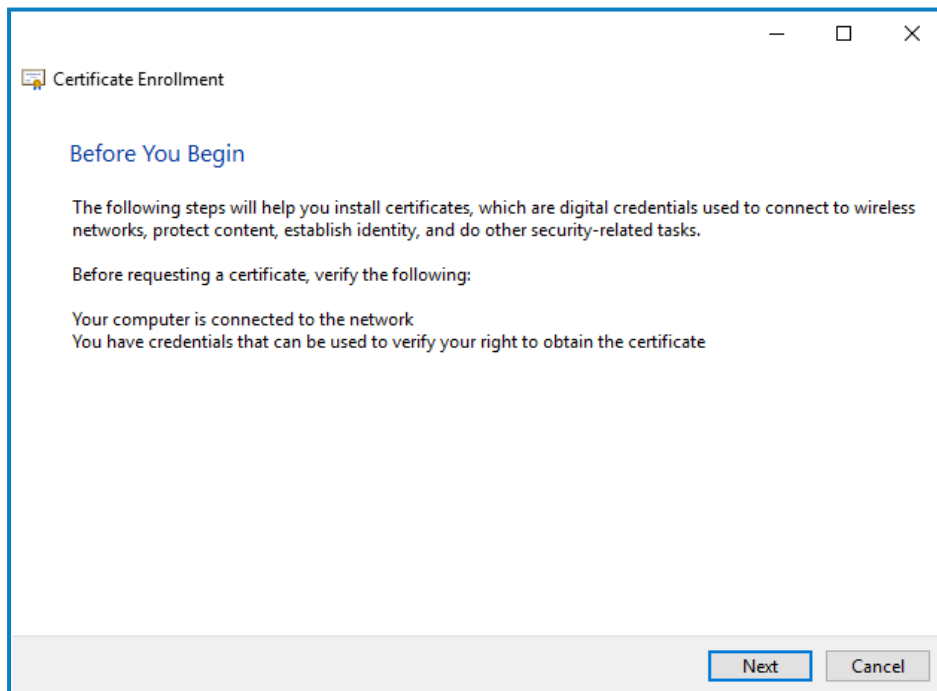 Certificate Enrollment
Before You Begin
The following steps will help you install certificates, which are digital credentials used to connect to wireless
networks, protect content, establish identity, and do other security-related tasks.
Before requesting a certificate, verify the following:
Your computer is connected to the network
You have credentials that can be used to verify your right to obtain the certificate
Next
Cancel